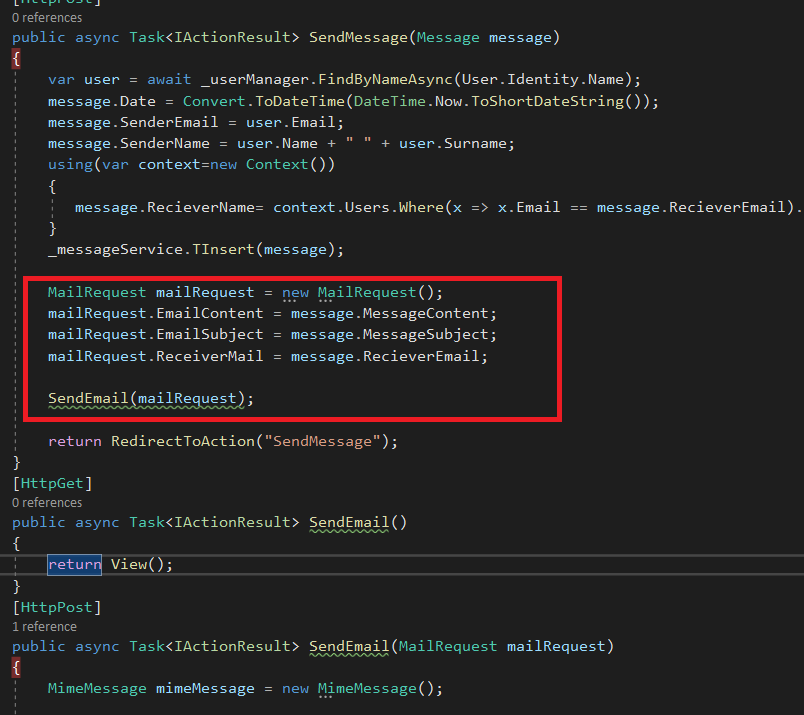 [HttpPost]
0 references
public async Task<IActionResult> SendMessage(Message message)
{
var user = await _userManager.FindByNameAsync(User.Identity.Name);
message.Date = Convert.ToDateTime(DateTime.Now.ToShortDateString());
message.SenderEmail = user.Email;
message.SenderName = user.Name + " " + user.Surname;
using(var context=new Context())
{
message.RecieverName= context.Users.Where(x => x.Email == message.RecieverEmail).
}
_messageService.TInsert(message);
MailRequest mailRequest = new MailRequest();
mailRequest.EmailContent = message.MessageContent;
mailRequest.EmailSubject = message.MessageSubject;
mailRequest.ReceiverMail = message.RecieverEmail;
SendEmail(mailRequest);
return RedirectToAction("SendMessage");
}
[HttpGet]
0 references
public async Task<IActionResult> SendEmail()
{
return View();
}
[HttpPost]
1 reference
public async Task<IActionResult> SendEmail(MailRequest mailRequest)
{
MimeMessage mimeMessage = new MimeMessage();